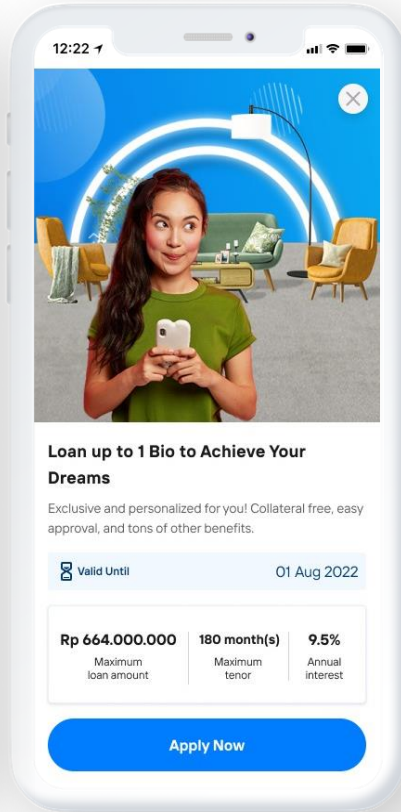 12:22
Loan up to 1 Bio to Achieve Your
Dreams
Exclusive and personalized for you! Collateral free, easy
approval, and tons of other benefits.
Valid Until
01 Aug 2022
Rp 664.000.000
Maximum
loan amount
180 month(s)
Maximum
tenor
9.5%
Annual
interest
Apply Now